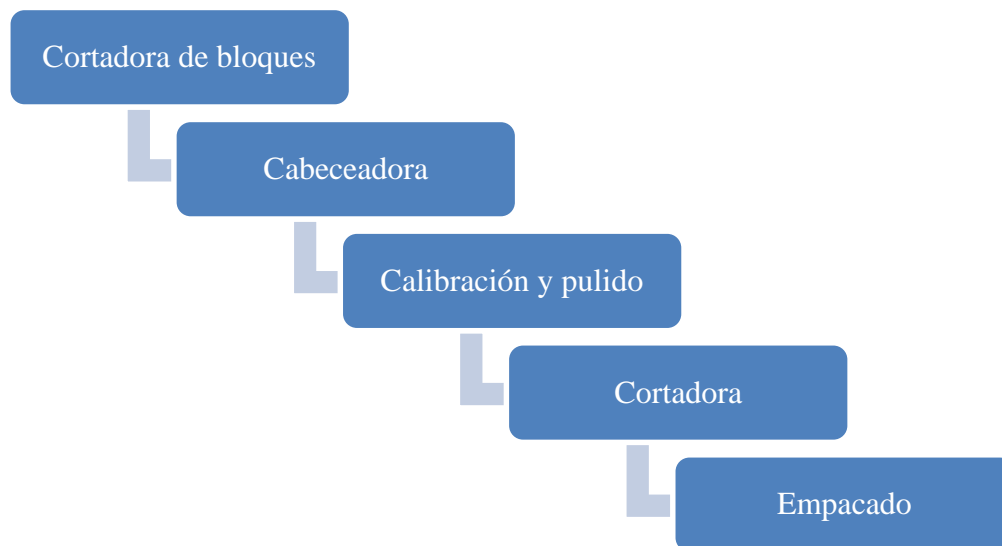 Cortadora de bloques
Cabeceadora
Calibración y pulido
Cortadora
Empacado